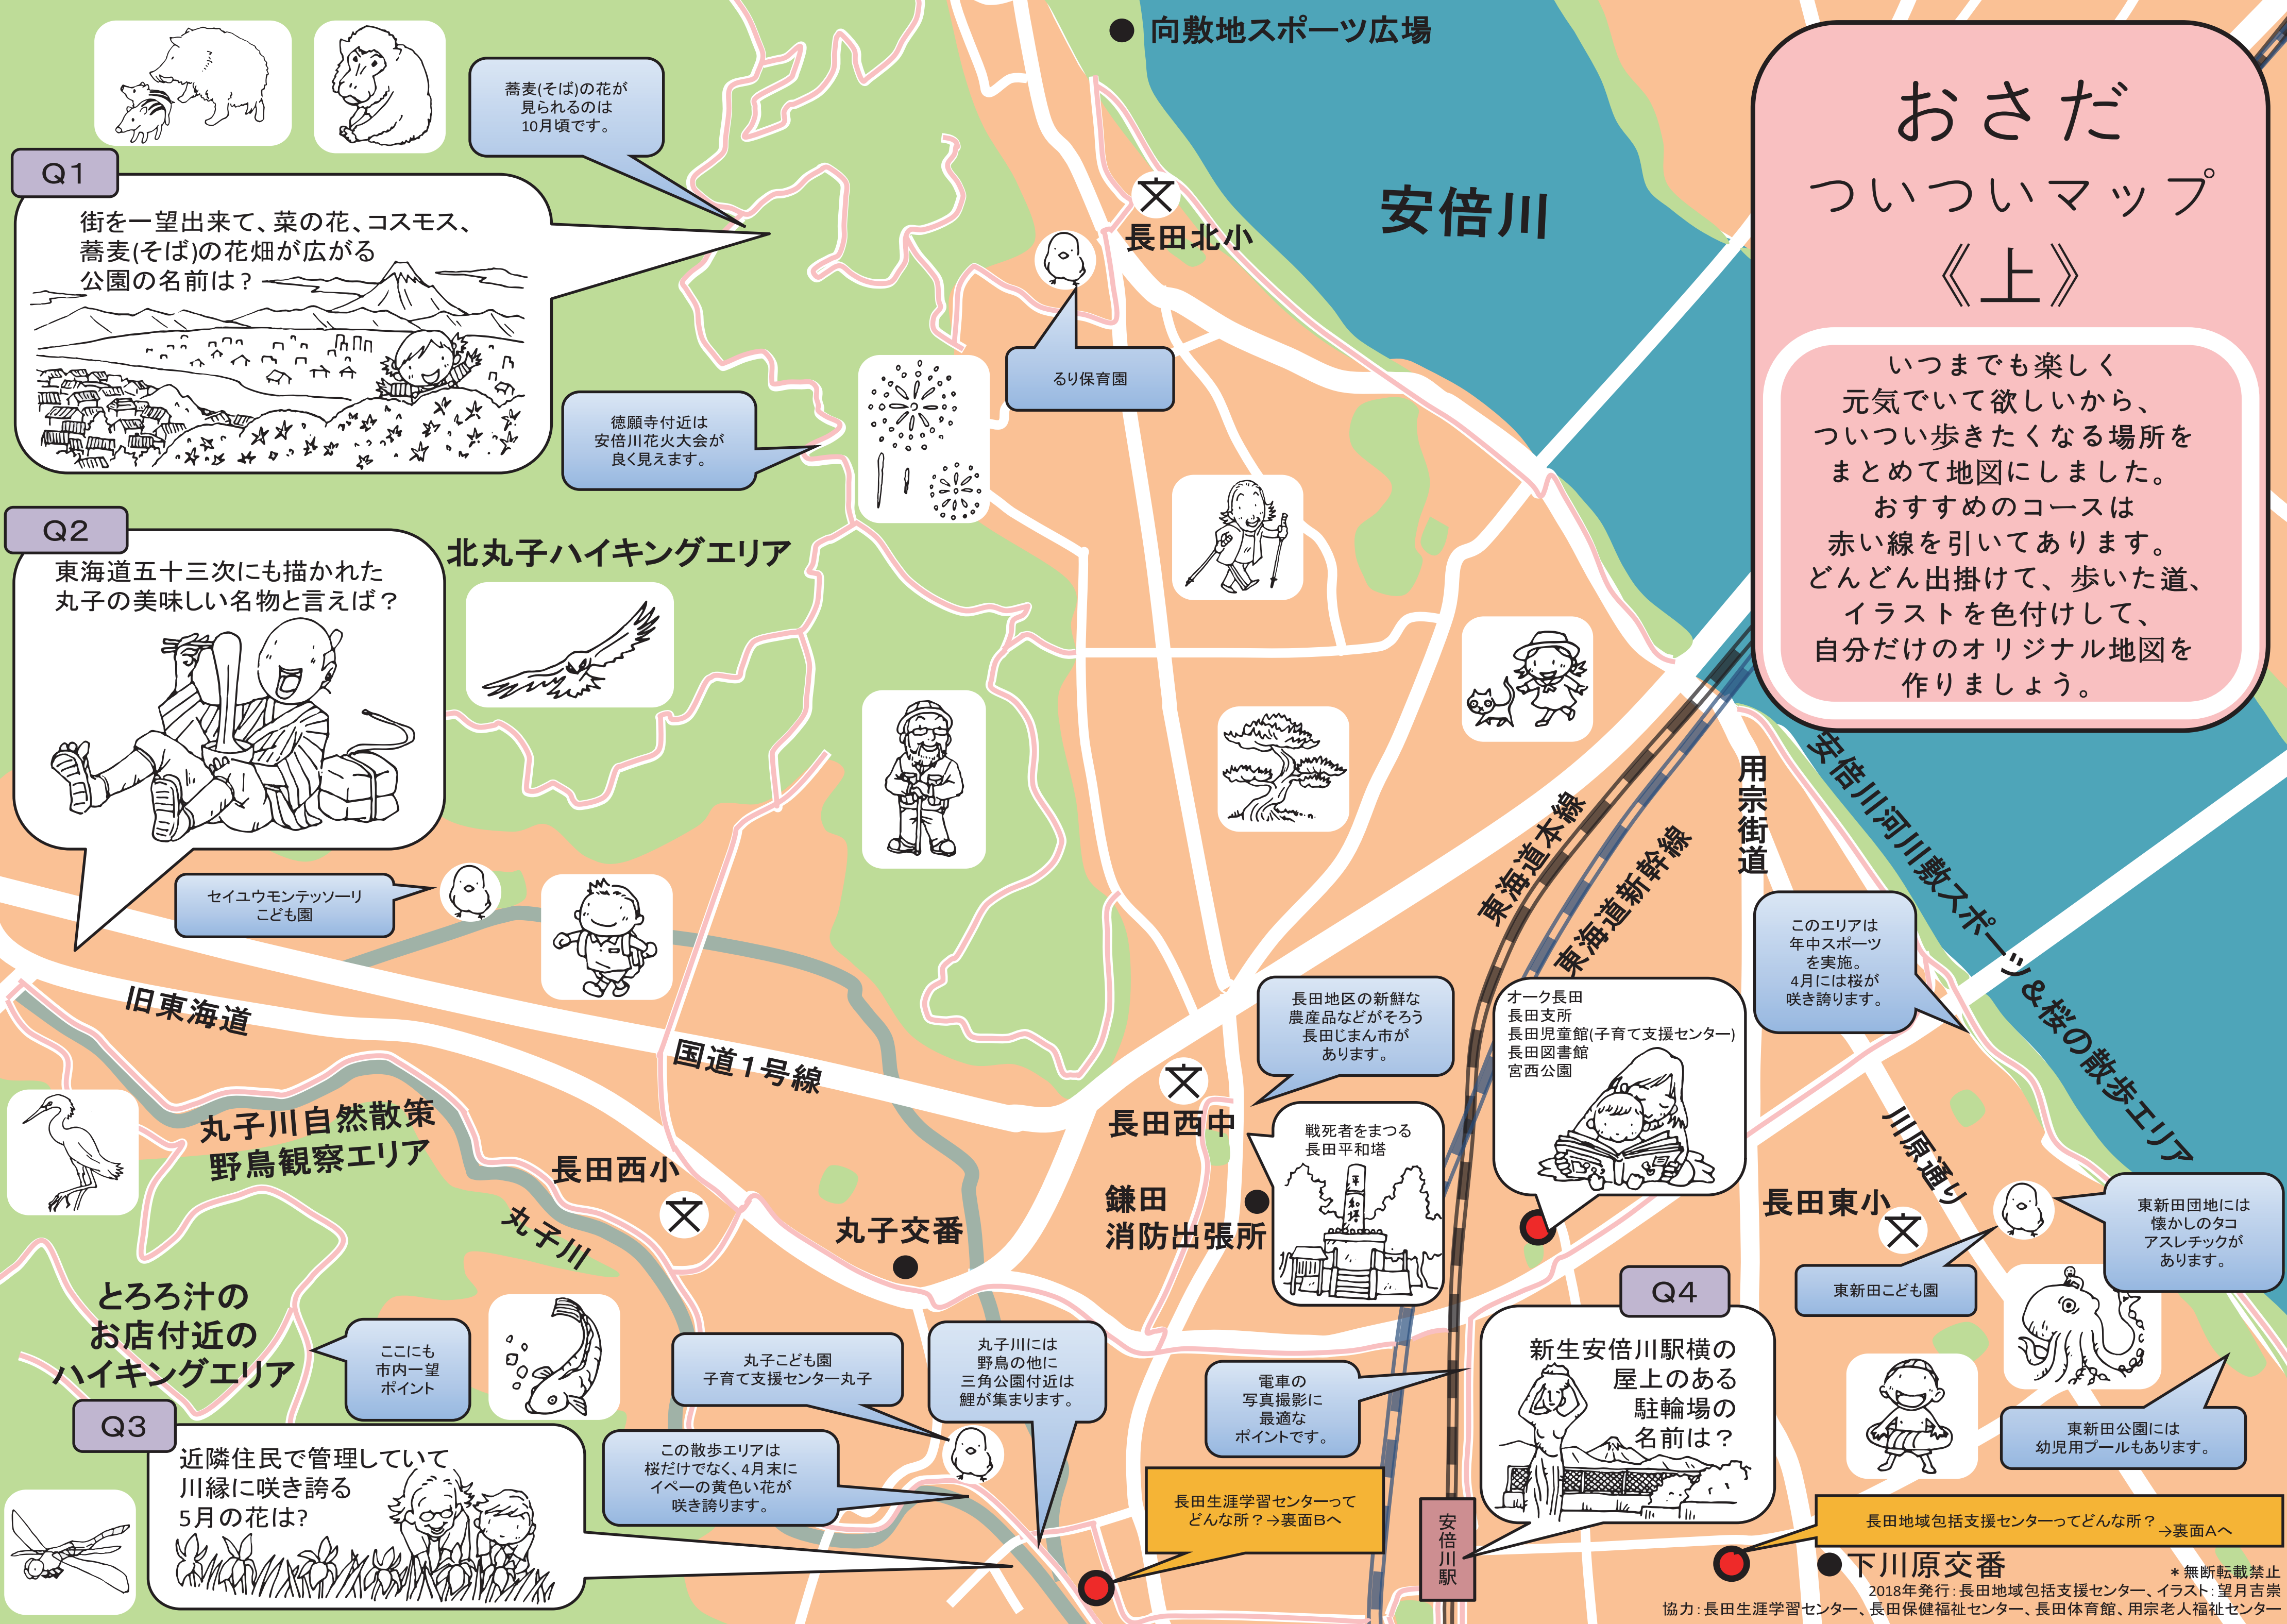 向敷地スポーツ広場
おさだ
ついついマップ
《上》
いつまでも楽しく
元気でいて欲しいから、
ついつい歩きたくなる場所を
まとめて地図にしました。
おすすめのコースは
赤い線を引いてあります。
どんどん出掛けて、歩いた道、
イラストを色付けして、
自分だけのオリジナル地図を
作りましょう。
蕎麦(そば)の花が
見られるのは
10月頃です。
Q1
街を一望出来て、菜の花、コスモス、
蕎麦(そば)の花畑が広がる
公園の名前は?
文
長田北小
安倍川
るり保育園
徳願寺付近は
安倍川花火大会が
良く見えます。
Q2
東海道五十三次にも描かれた
丸子の美味しい名物と言えば?
北丸子ハイキングエリア
セイユウモンテッソーリ
こども園
旧東海道
国道1号線
東海道本線
東海道新幹線
用宗街道
安倍川河川敷スポーツ&桜の散歩エリア
このエリアは
年中スポーツ
を実施。
4月には桜が
咲き誇ります。
長田地区の新鮮な
農産品などがそろう
長田じまん市が
あります。
オーク長田
長田支所
長田児童館(子育て支援センター)
長田図書館
宮西公園
文
長田西中
戦死者をまつる
長田平和塔
平和塔
鎌田
消防出張所
丸子川自然散策
野鳥観察エリア
長田西小
文
丸子川
丸子交番
川原通り
長田東小
文
東新田団地には
懐かしのタコ
アスレチックが
あります。
東新田こども園
東新田公園には
幼児用プールもあります。
とろろ汁の
お店付近の
ハイキングエリア
ここにも
市内一望
ポイント
丸子こども園
子育て支援センター丸子
丸子川には
野鳥の他に
三角公園付近は
鯉が集まります。
電車の
写真撮影に
最適な
ポイントです。
Q4
新生安倍川駅横の
屋上のある
駐輪場の
名前は?
Q3
近隣住民で管理していて
川縁に咲き誇る
5月の花は?
この散歩エリアは
桜だけでなく、4月末に
イペーの黄色い花が
咲き誇ります。
長田生涯学習センターって
どんな所?→裏面Bへ
安倍川駅
長田地域包括支援センターってどんな所?
→裏面Aへ
下川原交番
*無断転載禁止
2018年発行:長田地域包括支援センター、イラスト:望月吉崇
協力:長田生涯学習センター、長田保健福祉センター、長田体育館、用宗老人福祉センター